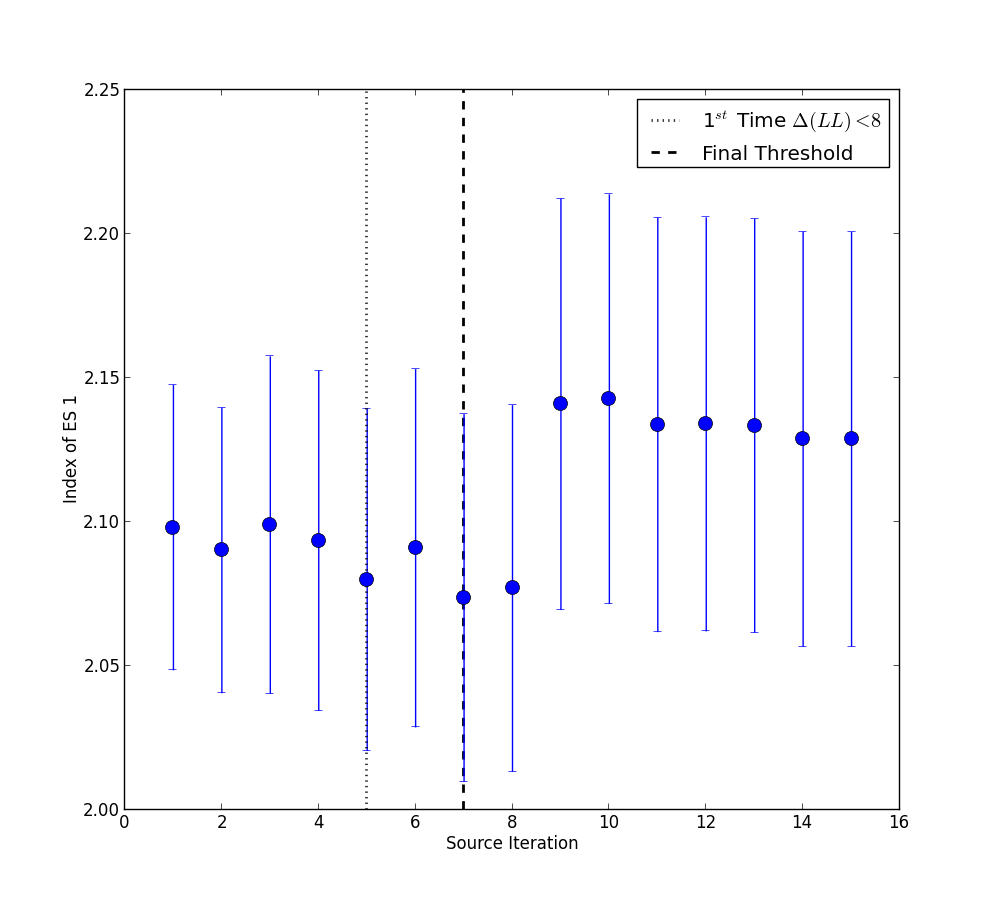 2.25
2.20
2.15
2.10
2.05
2.00
Index of ES 1
0 2 4 6 8 10 12 14 16
Source Iteration
1st Time Δ(LL) <8
Final Threshold